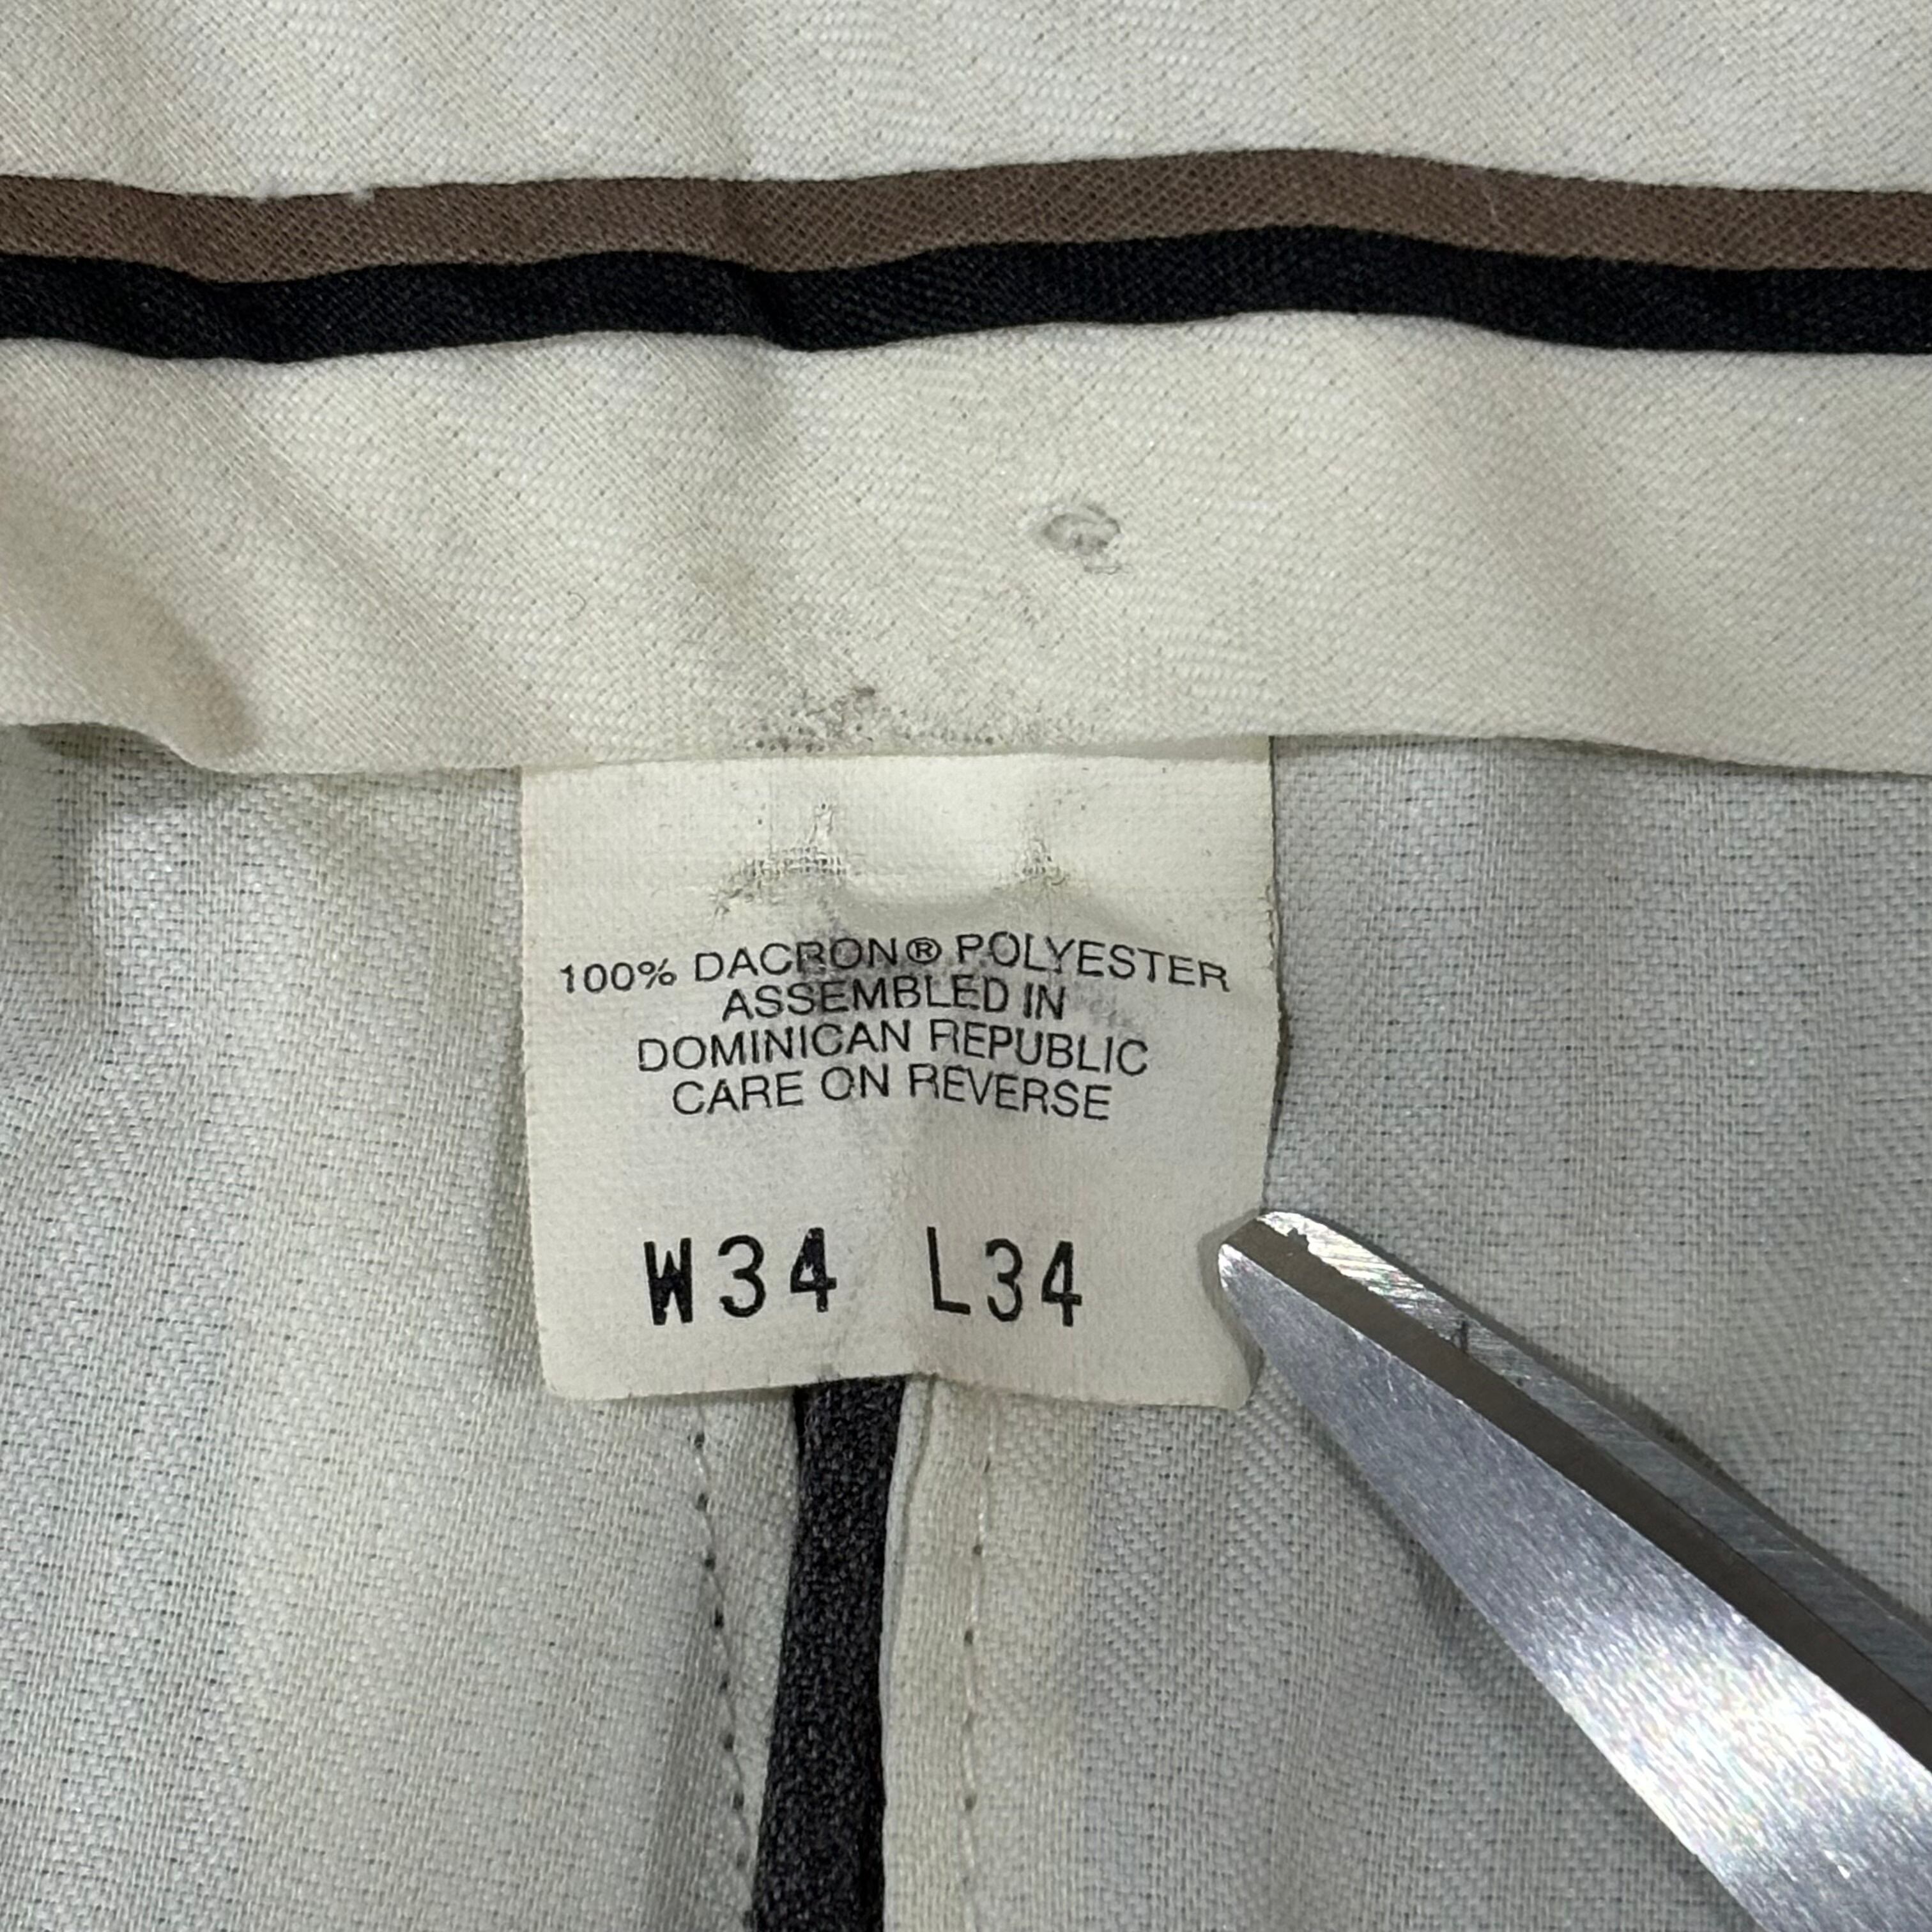 100% DACRON® POLYESTER
ASSEMBLED IN
DOMINICAN REPUBLIC
CARE ON REVERSE
W34 L34